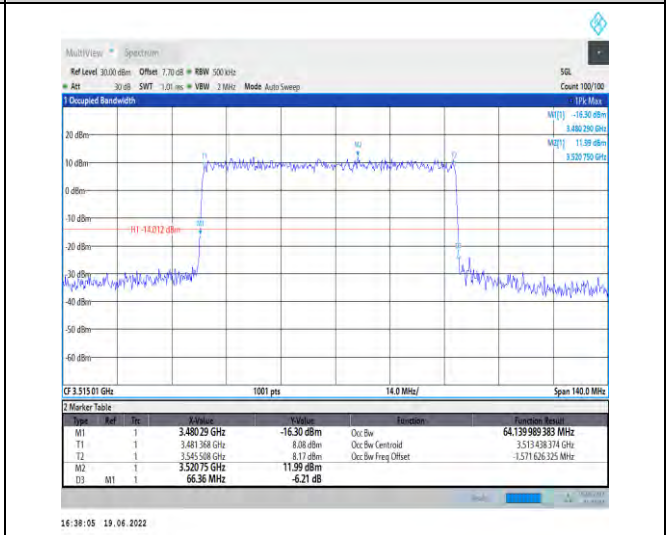 MultiView Spectrum
Ref Level 30.00 dBm Offset 7.70 dB RBW 500 kHz SGL
Att 30 dB SWT 1.01 ms VBW 2 MHz Mode Auto Sweep Count 100/100
1 Occupied Bandwidth 1Pk Max
M1[1] -16.30 dBm
3.480 290 GHz
M2[1] 11.99 dBm
3.520 750 GHz
20 dBm
M2
T1
T2
10 dBm
0 dBm
-10 dBm
M1
H1 -14.012 dBm
-20 dBm
D3
-30 dBm
-40 dBm
-50 dBm
-60 dBm
CF 3.515 01 GHz 1001 pts 14.0 MHz/ Span 140.0 MHz
2 Marker Table
Type Ref Trc X-Value Y-Value Function Function Result
M1 1 3.480 29 GHz -16.30 dBm Occ Bw 64.139 989 383 MHz
T1 1 3.481 368 GHz 8.08 dBm Occ Bw Centroid 3.513 438 374 GHz
T2 1 3.545 508 GHz 8.17 dBm Occ Bw Freq Offset -1.571 626 325 MHz
M2 1 3.520 75 GHz 11.99 dBm
D3 M1 1 66.36 MHz -6.21 dB
16:38:05 19.06.2022